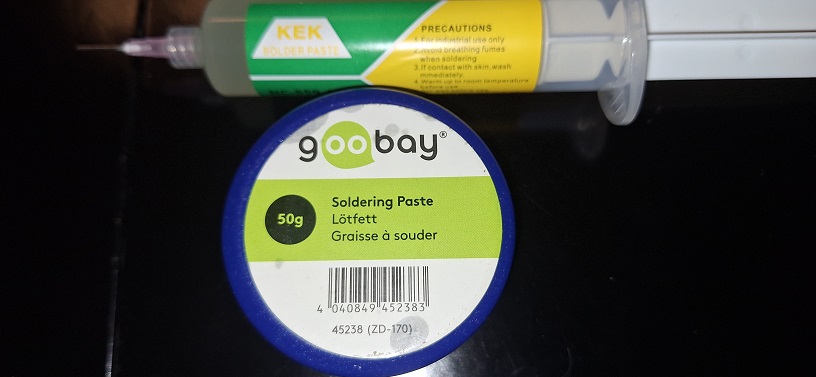 KEK
SOLDER PASTE
PRECAUTIONS
1.For industrial use only
2.Avoid breathing fumes
when soldering
3.If contact with skin,wash
immediately.
4.Warm up to room temperature
before use
goobay®
50g
Soldering Paste
Lötfett
Graisse à souder
4 040849 452383
45238 (ZD-170)